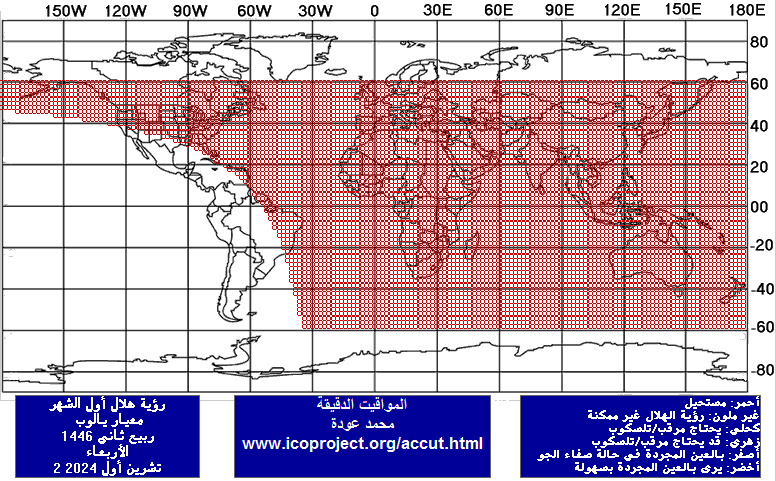 150W 120W 90W 60W 30W 0 30E 60E 90E 120E 150E 180E
80
60
40
20
00
-20
-40
-60
-80
رؤية هلال أول الشهر
معيار يالوب
ربيع ثاني 1446
الأربعاء
2 تشرين أول 2024
المواقيت الدقيقة
محمد عودة
www.icoproject.org/accut.html
أحمر: مستحيل
غير ملون: رؤية الهلال غير ممكنة
كحلي: يحتاج مرقب/تلسكوب
زهري: قد يحتاج مرقب/تلسكوب
أصفر: بالعين المجردة في حالة صفاء الجو
أخضر: يرى بالعين المجردة بسهولة